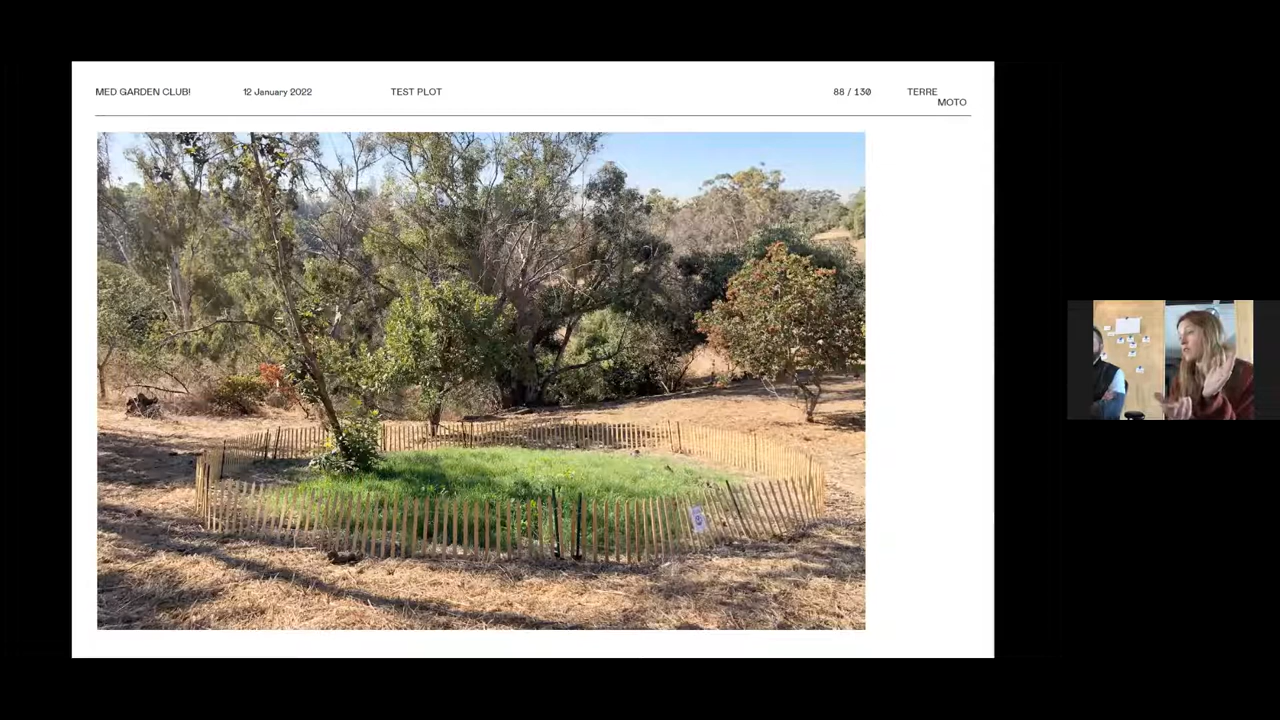 MED GARDEN CLUB!
12 January 2022
TEST PLOT
88 / 130
TERRE
MOTO